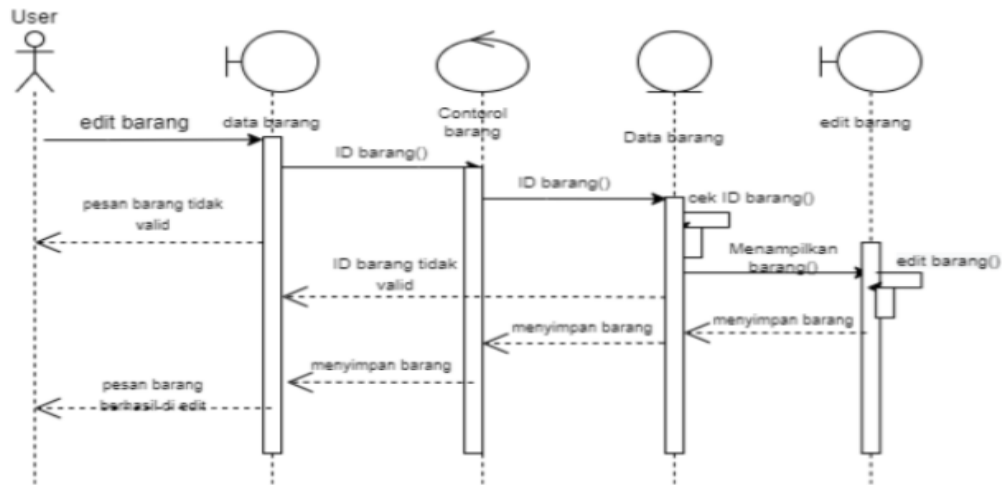 User
edit barang
data barang
Contorol
barang
Data barang
edit barang
ID barang()
ID barang()
cek ID barang()
pesan barang tidak
valid
Menampilkan
barang()
edit barang()
ID barang tidak
valid
menyimpan barang
menyimpan barang
menyimpan barang
pesan barang
berhasil di edit